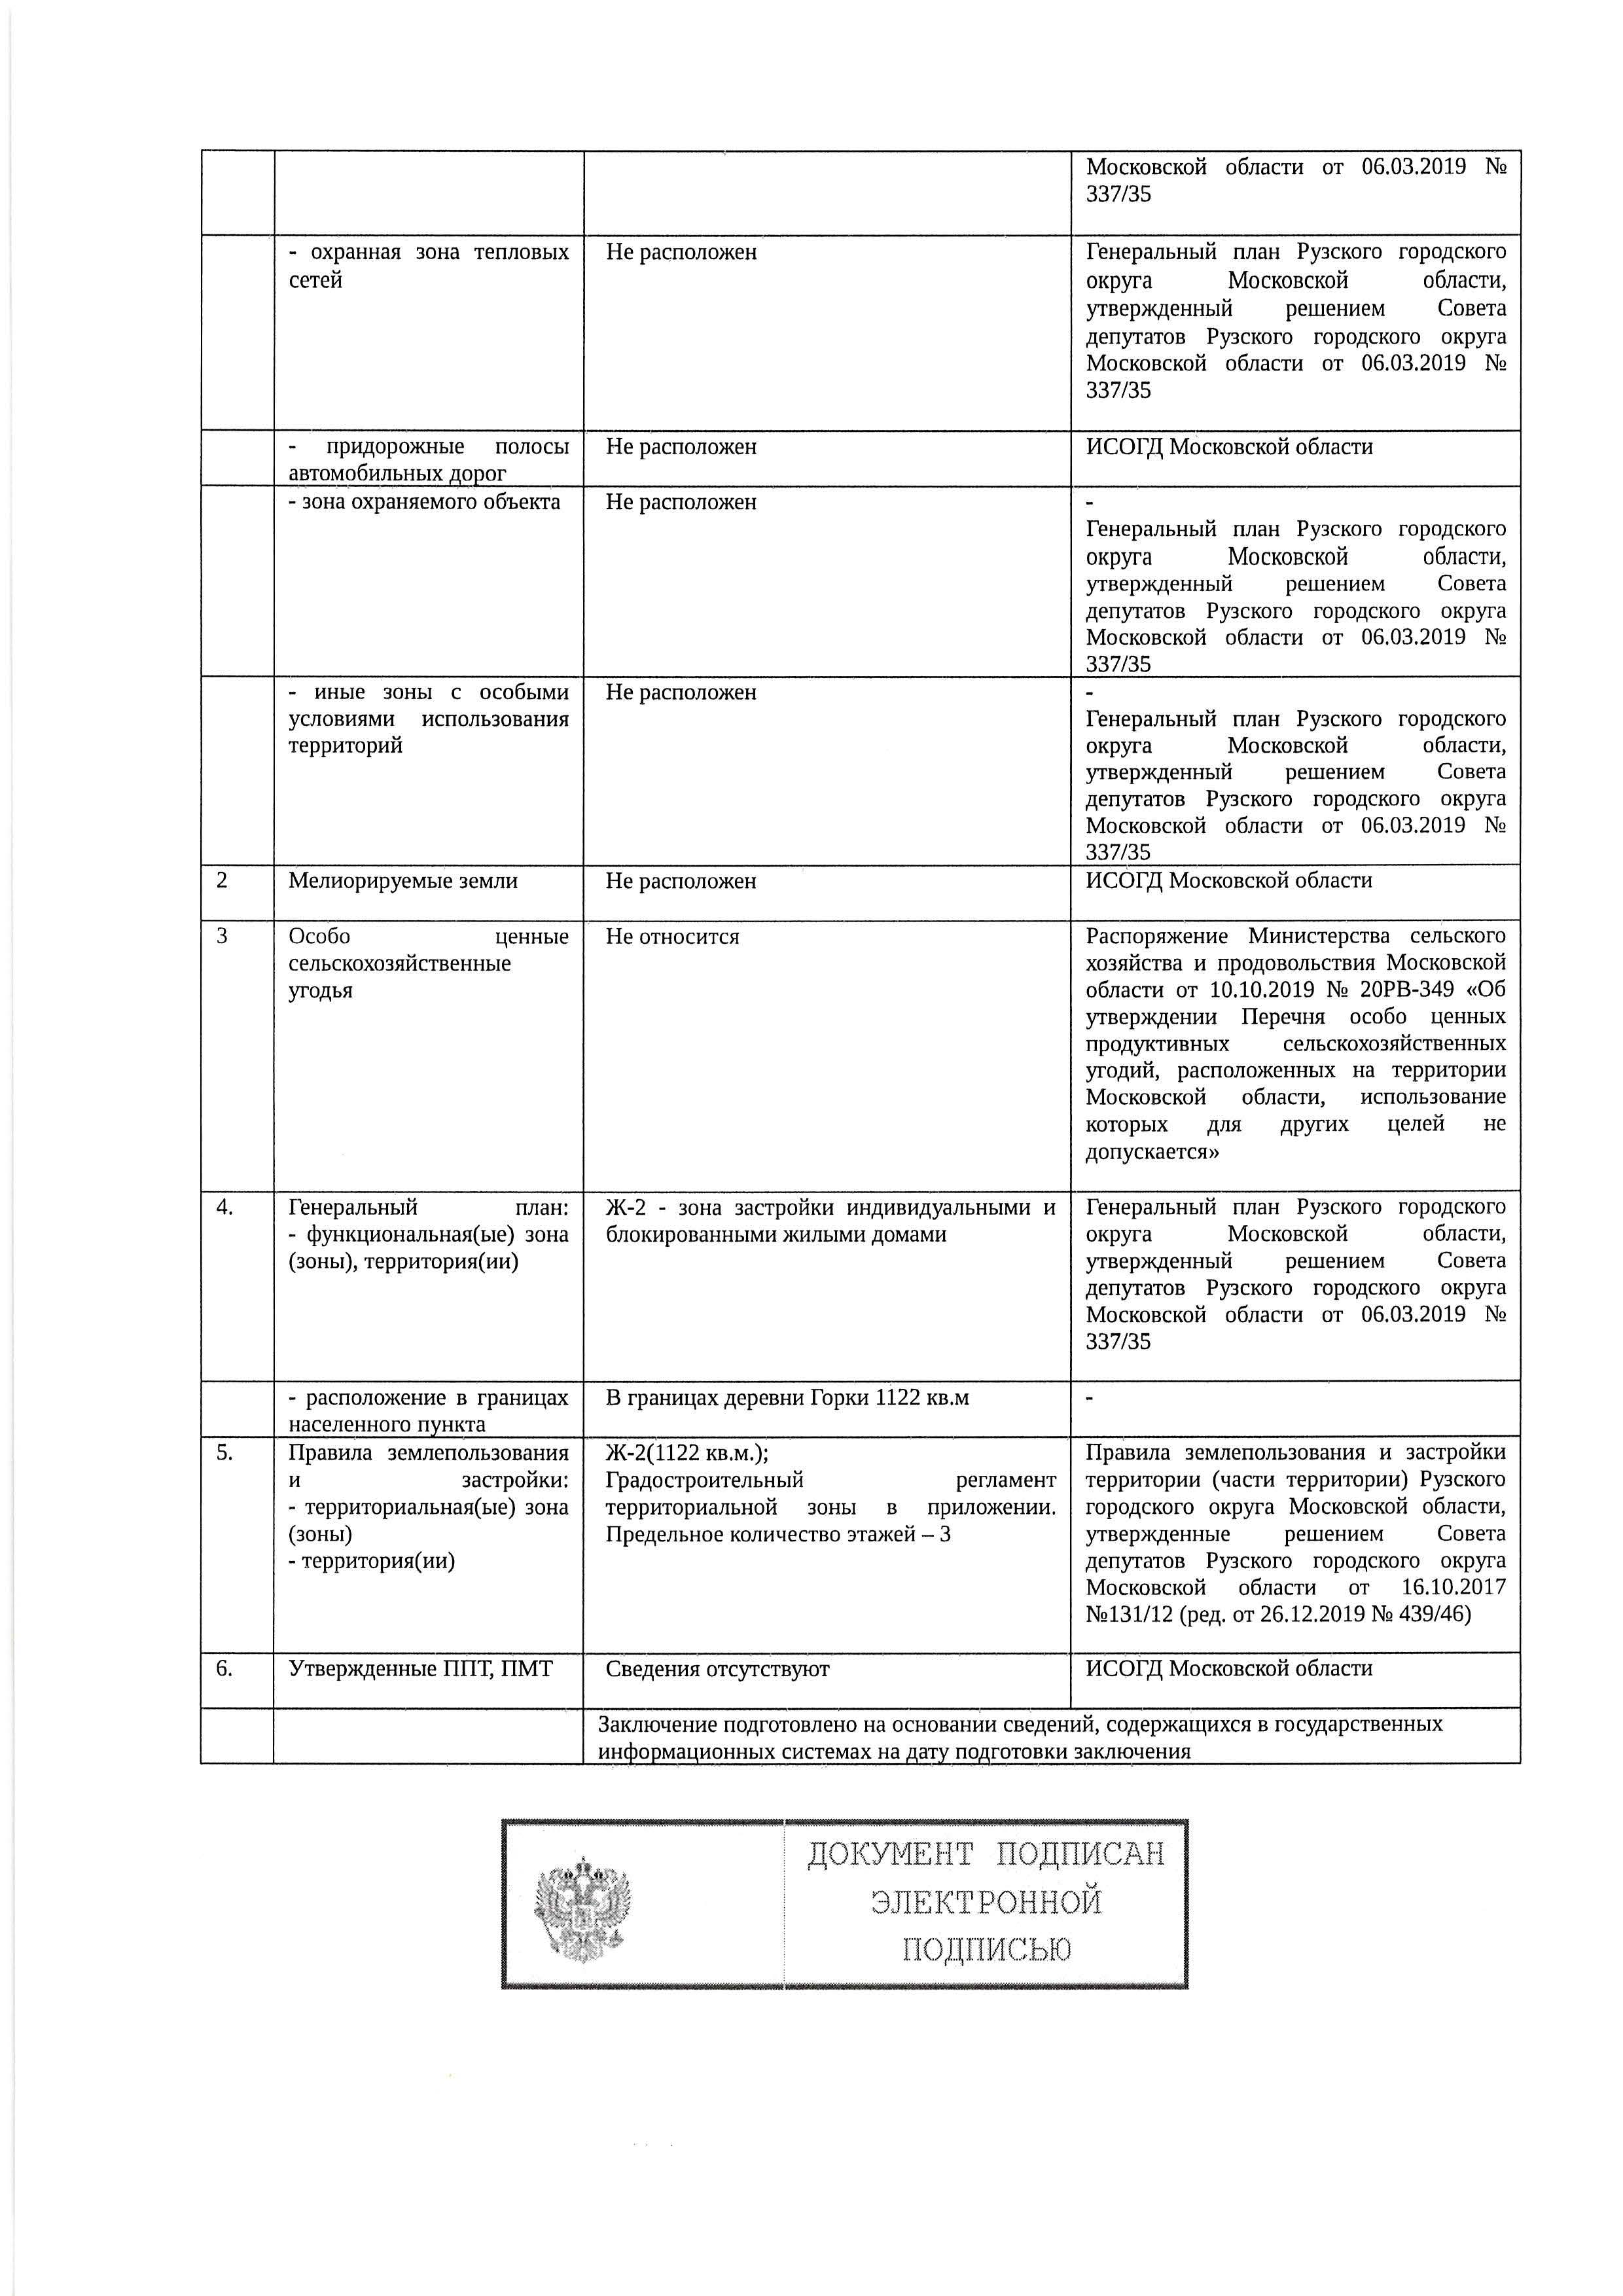 Московской области от 06.03.2019 №
337/35
- охранная зона тепловых
сетей
Не расположен
Генеральный план Рузского городского
округа Московской области,
утвержденный решением Совета
депутатов Рузского городского округа
Московской области от 06.03.2019 №
337/35
- придорожные полосы
автомобильных дорог
Не расположен
ИСОГД Московской области
- зона охраняемого объекта
Не расположен
-
Генеральный план Рузского городского
округа Московской области,
утвержденный решением Совета
депутатов Рузского городского округа
Московской области от 06.03.2019 №
337/35
- иные зоны с особыми
условиями использования
территорий
Не расположен
-
Генеральный план Рузского городского
округа Московской области,
утвержденный решением Совета
депутатов Рузского городского округа
Московской области от 06.03.2019 №
337/35
2
Мелиорируемые земли
Не расположен
ИСОГД Московской области
3
Особо ценные
сельскохозяйственные
угодья
Не относится
Распоряжение Министерства сельского
хозяйства и продовольствия Московской
области от 10.10.2019 № 20РВ-349 «Об
утверждении Перечня особо ценных
продуктивных сельскохозяйственных
угодий, расположенных на территории
Московской области, использование
которых для других целей не
допускается»
4.
Генеральный план:
- функциональная(ые) зона
(зоны), территория(ии)
Ж-2 - зона застройки индивидуальными и
блокированными жилыми домами
Генеральный план Рузского городского
округа Московской области,
утвержденный решением Совета
депутатов Рузского городского округа
Московской области от 06.03.2019 №
337/35
- расположение в границах
населенного пункта
В границах деревни Горки 1122 кв.м
-
5.
Правила землепользования
и застройки:
- территориальная(ые) зона
(зоны)
- территория(ии)
Ж-2(1122 кв.м.);
Градостроительный регламент
территориальной зоны в приложении.
Предельное количество этажей – 3
Правила землепользования и застройки
территории (части территории) Рузского
городского округа Московской области,
утвержденные решением Совета
депутатов Рузского городского округа
Московской области от 16.10.2017
№131/12 (ред. от 26.12.2019 № 439/46)
6.
Утвержденные ППТ, ПМТ
Сведения отсутствуют
ИСОГД Московской области
Заключение подготовлено на основании сведений, содержащихся в государственных
информационных системах на дату подготовки заключения
ДОКУМЕНТ ПОДПИСАН
ЭЛЕКТРОННОЙ
ПОДПИСЬЮ